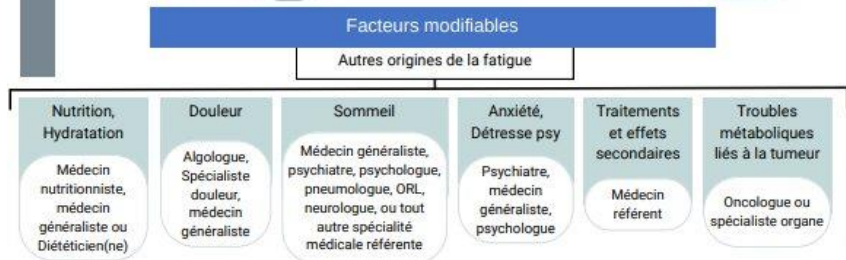 Facteurs modifiables
Autres origines de la fatigue
Nutrition,
Hydratation
Médecin
nutritionniste,
médecin
généraliste ou
Diététicien(ne)
Douleur
Algologue,
Spécialiste
douleur,
médecin
généraliste
Sommeil
Médecin généraliste,
psychiatre, psychologue,
pneumologue, ORL,
neurologue, ou tout
autre spécialité
médicale référente
Anxiété,
Détresse psy
Psychiatre,
médecin
généraliste,
psychologue
Traitements
et effets
secondaires
Médecin
référent
Troubles
métaboliques
liés à la tumeur
Oncologue ou
spécialiste organe